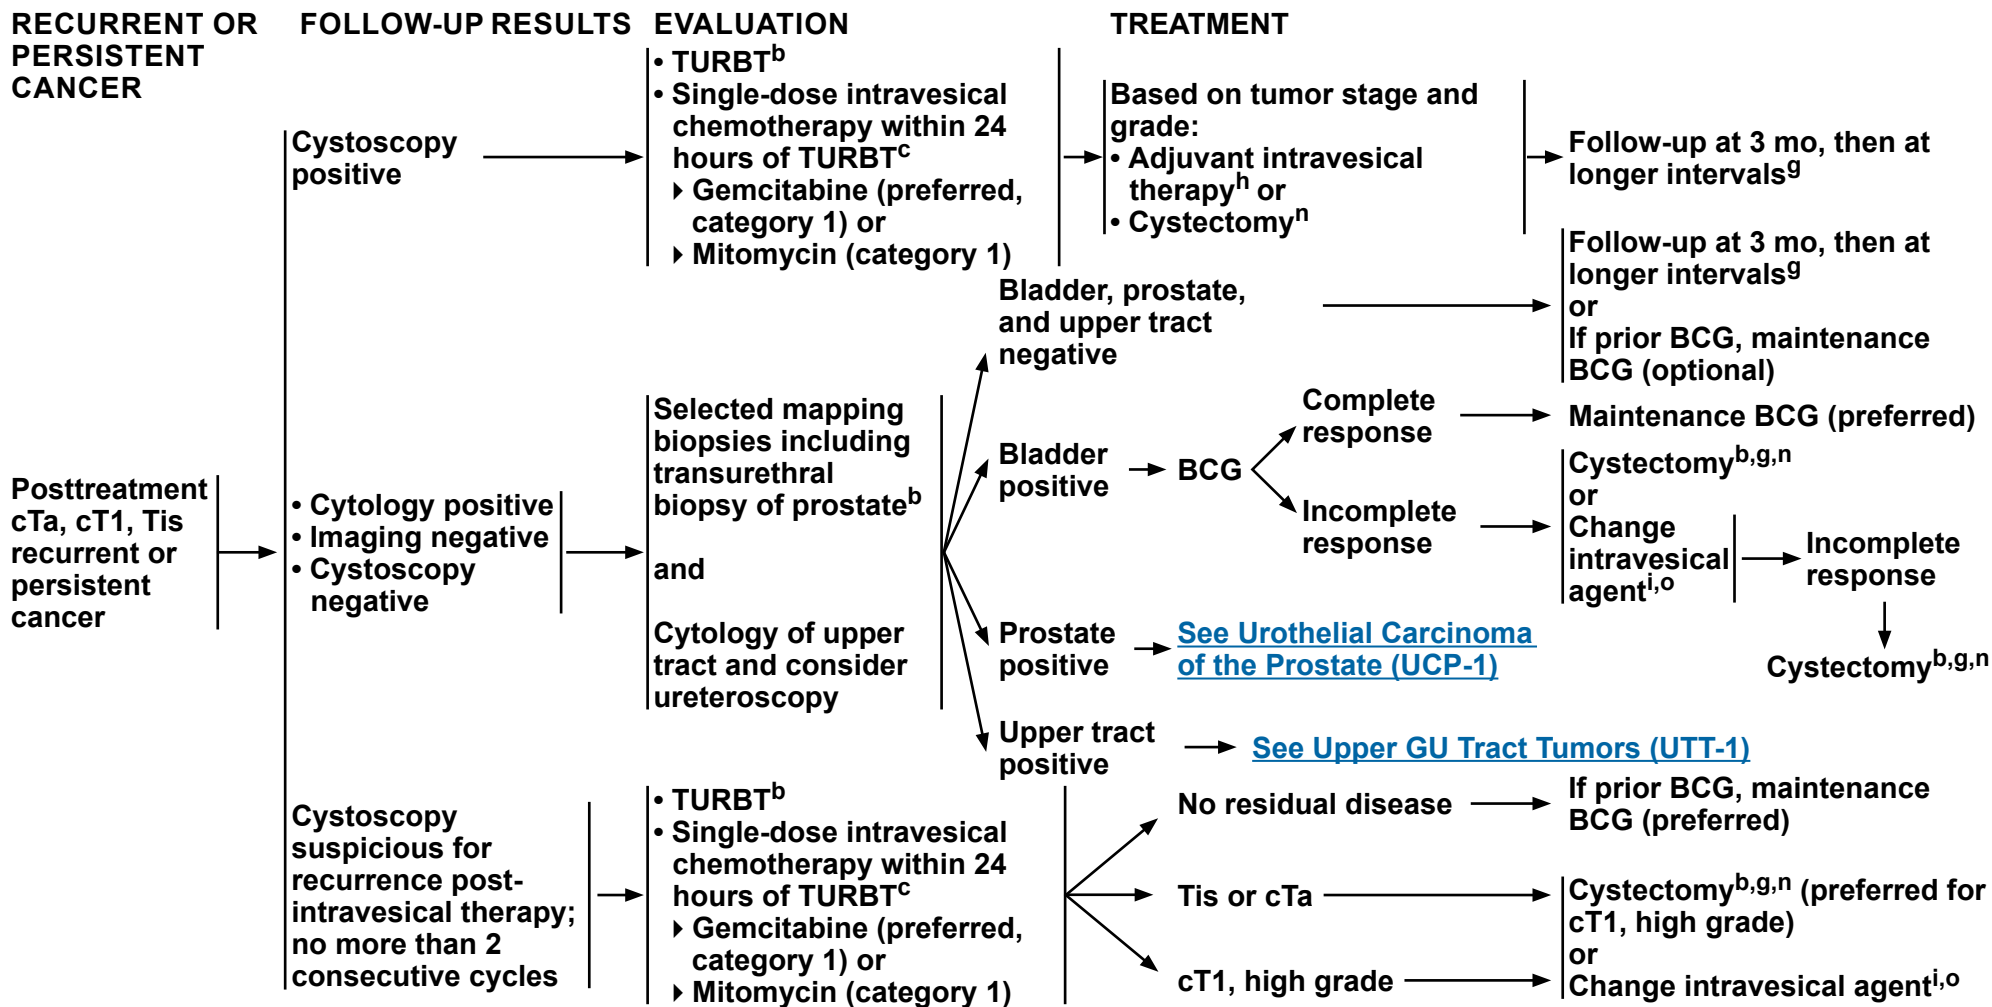 RECURRENT OR
PERSISTENT
CANCER
FOLLOW-UP RESULTS
EVALUATION
TREATMENT
Posttreatment
cTa, cT1, Tis
recurrent or
persistent
cancer
Cystoscopy
positive
• TURBTb
• Single-dose intravesical
chemotherapy within 24
hours of TURBTc
▸ Gemcitabine (preferred,
category 1) or
▸ Mitomycin (category 1)
Based on tumor stage and
grade:
• Adjuvant intravesical
therapyh or
• Cystectomyn
Follow-up at 3 mo, then at
longer intervalsg
• Cytology positive
• Imaging negative
• Cystoscopy
negative
Selected mapping
biopsies including
transurethral
biopsy of prostateb
and
Cytology of upper
tract and consider
ureteroscopy
Bladder, prostate,
and upper tract
negative
Follow-up at 3 mo, then at
longer intervalsg
or
If prior BCG, maintenance
BCG (optional)
Bladder
positive
BCG
Complete
response
Maintenance BCG (preferred)
Incomplete
response
Cystectomyb,g,n
or
Change
intravesical
agenti,o
Incomplete
response
Cystectomyb,g,n
Prostate
positive
See Urothelial Carcinoma
of the Prostate (UCP-1)
Upper tract
positive
See Upper GU Tract Tumors (UTT-1)
Cystoscopy
suspicious for
recurrence post-
intravesical therapy;
no more than 2
consecutive cycles
• TURBTb
• Single-dose intravesical
chemotherapy within 24
hours of TURBTc
▸ Gemcitabine (preferred,
category 1) or
▸ Mitomycin (category 1)
No residual disease
If prior BCG, maintenance
BCG (preferred)
Tis or cTa
cT1, high grade
Cystectomyb,g,n (preferred for
cT1, high grade)
or
Change intravesical agenti,o